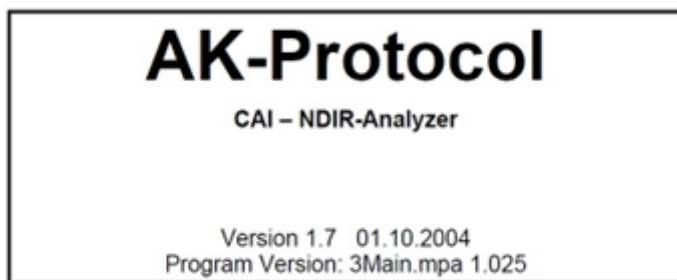 AK-Protocol
CAI – NDIR-Analyzer
Version 1.7 01.10.2004
Program Version: 3Main.mpa 1.025